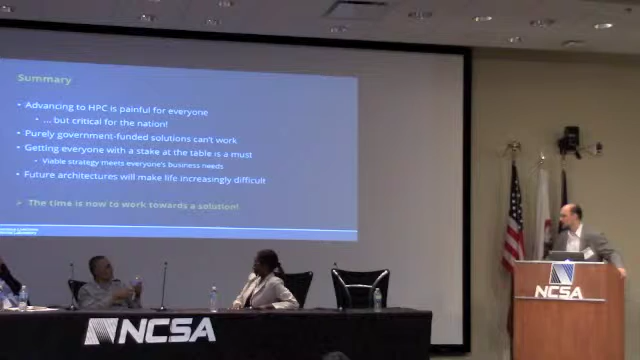 Summary
• Advancing to HPC is painful for everyone
• ... but critical for the nation!
• Purely government-funded solutions can't work
• Getting everyone with a stake at the table is a must
• Viable strategy meets everyone's business needs
• Future architectures will make life increasingly difficult
➢ The time is now to work towards a solution!
NCSA
NCSA